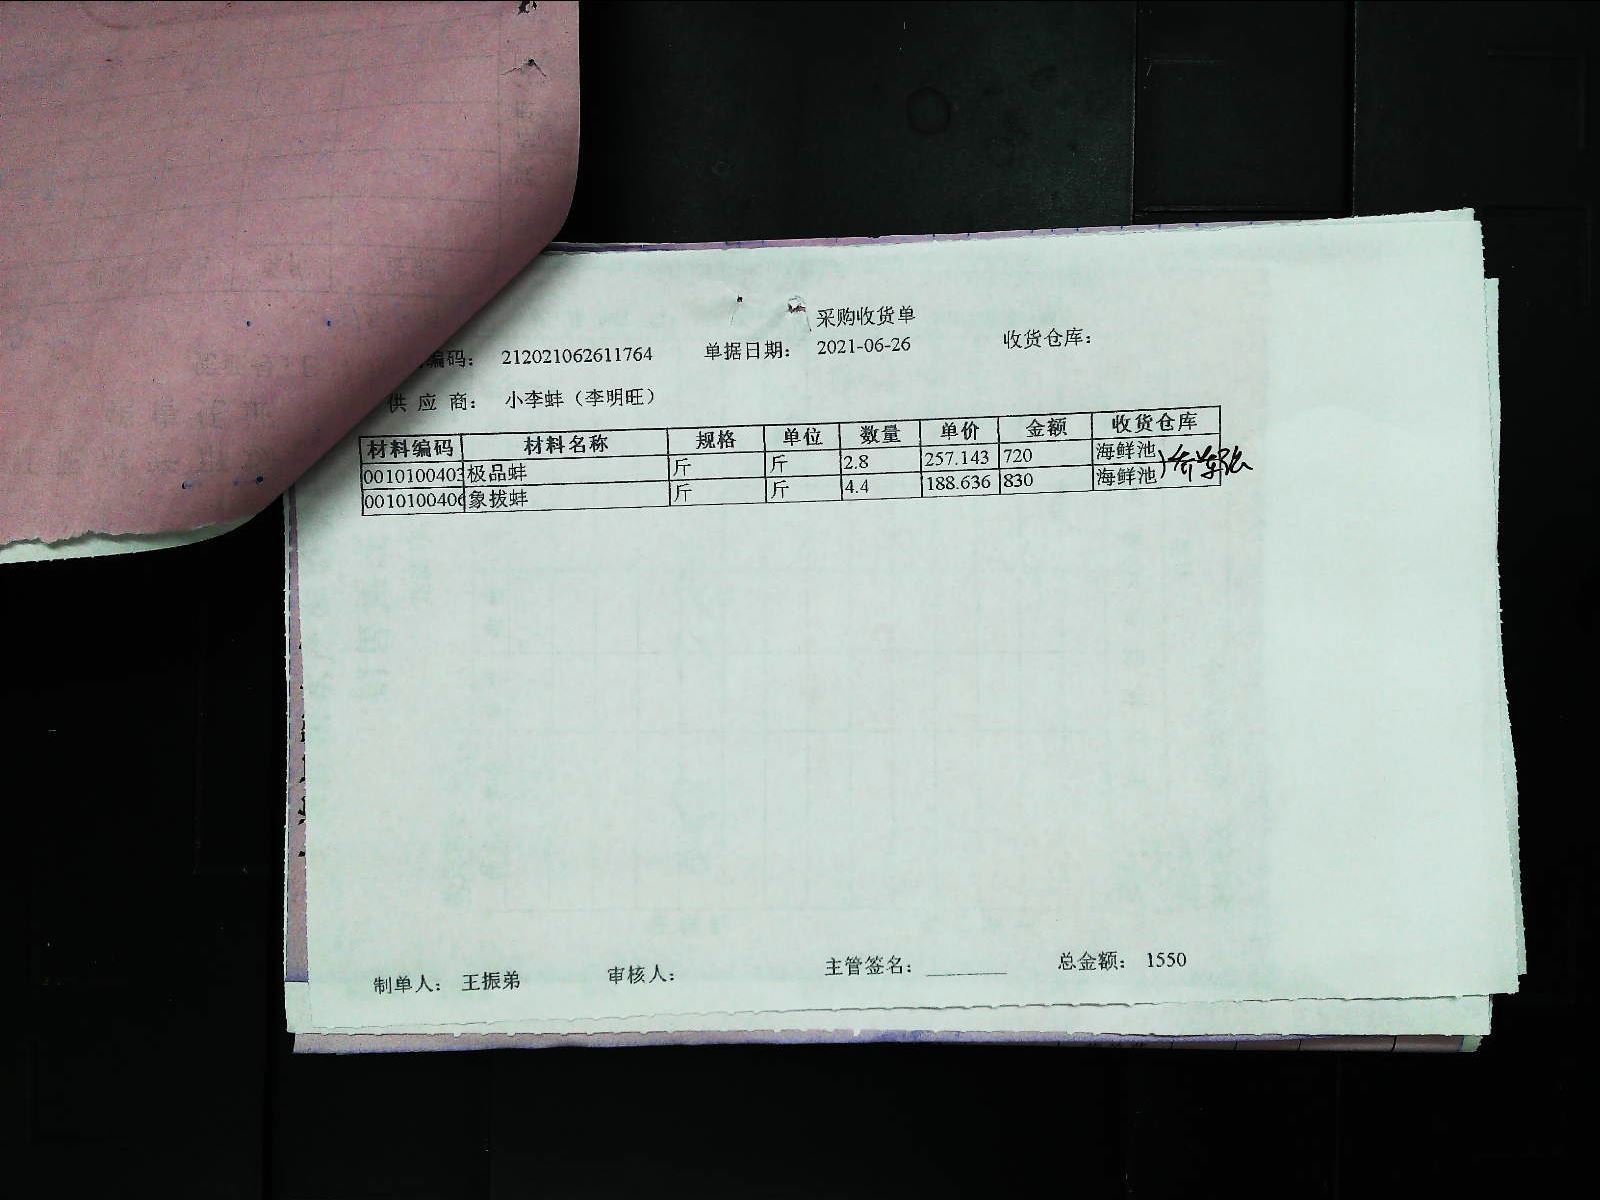 采购收货单
编码： 212021062611764 单据日期： 2021-06-26 收货仓库：
供 应 商： 小李蚌（李明旺）
材料编码 材料名称 规格 单位 数量 单价 金额 收货仓库
0010100403 极品蚌 斤 斤 2.8 257.143 720 海鲜池
0010100406 象拔蚌 斤 斤 4.4 188.636 830 海鲜池
制单人： 王振弟 审核人： 主管签名： ________ 总金额： 1550